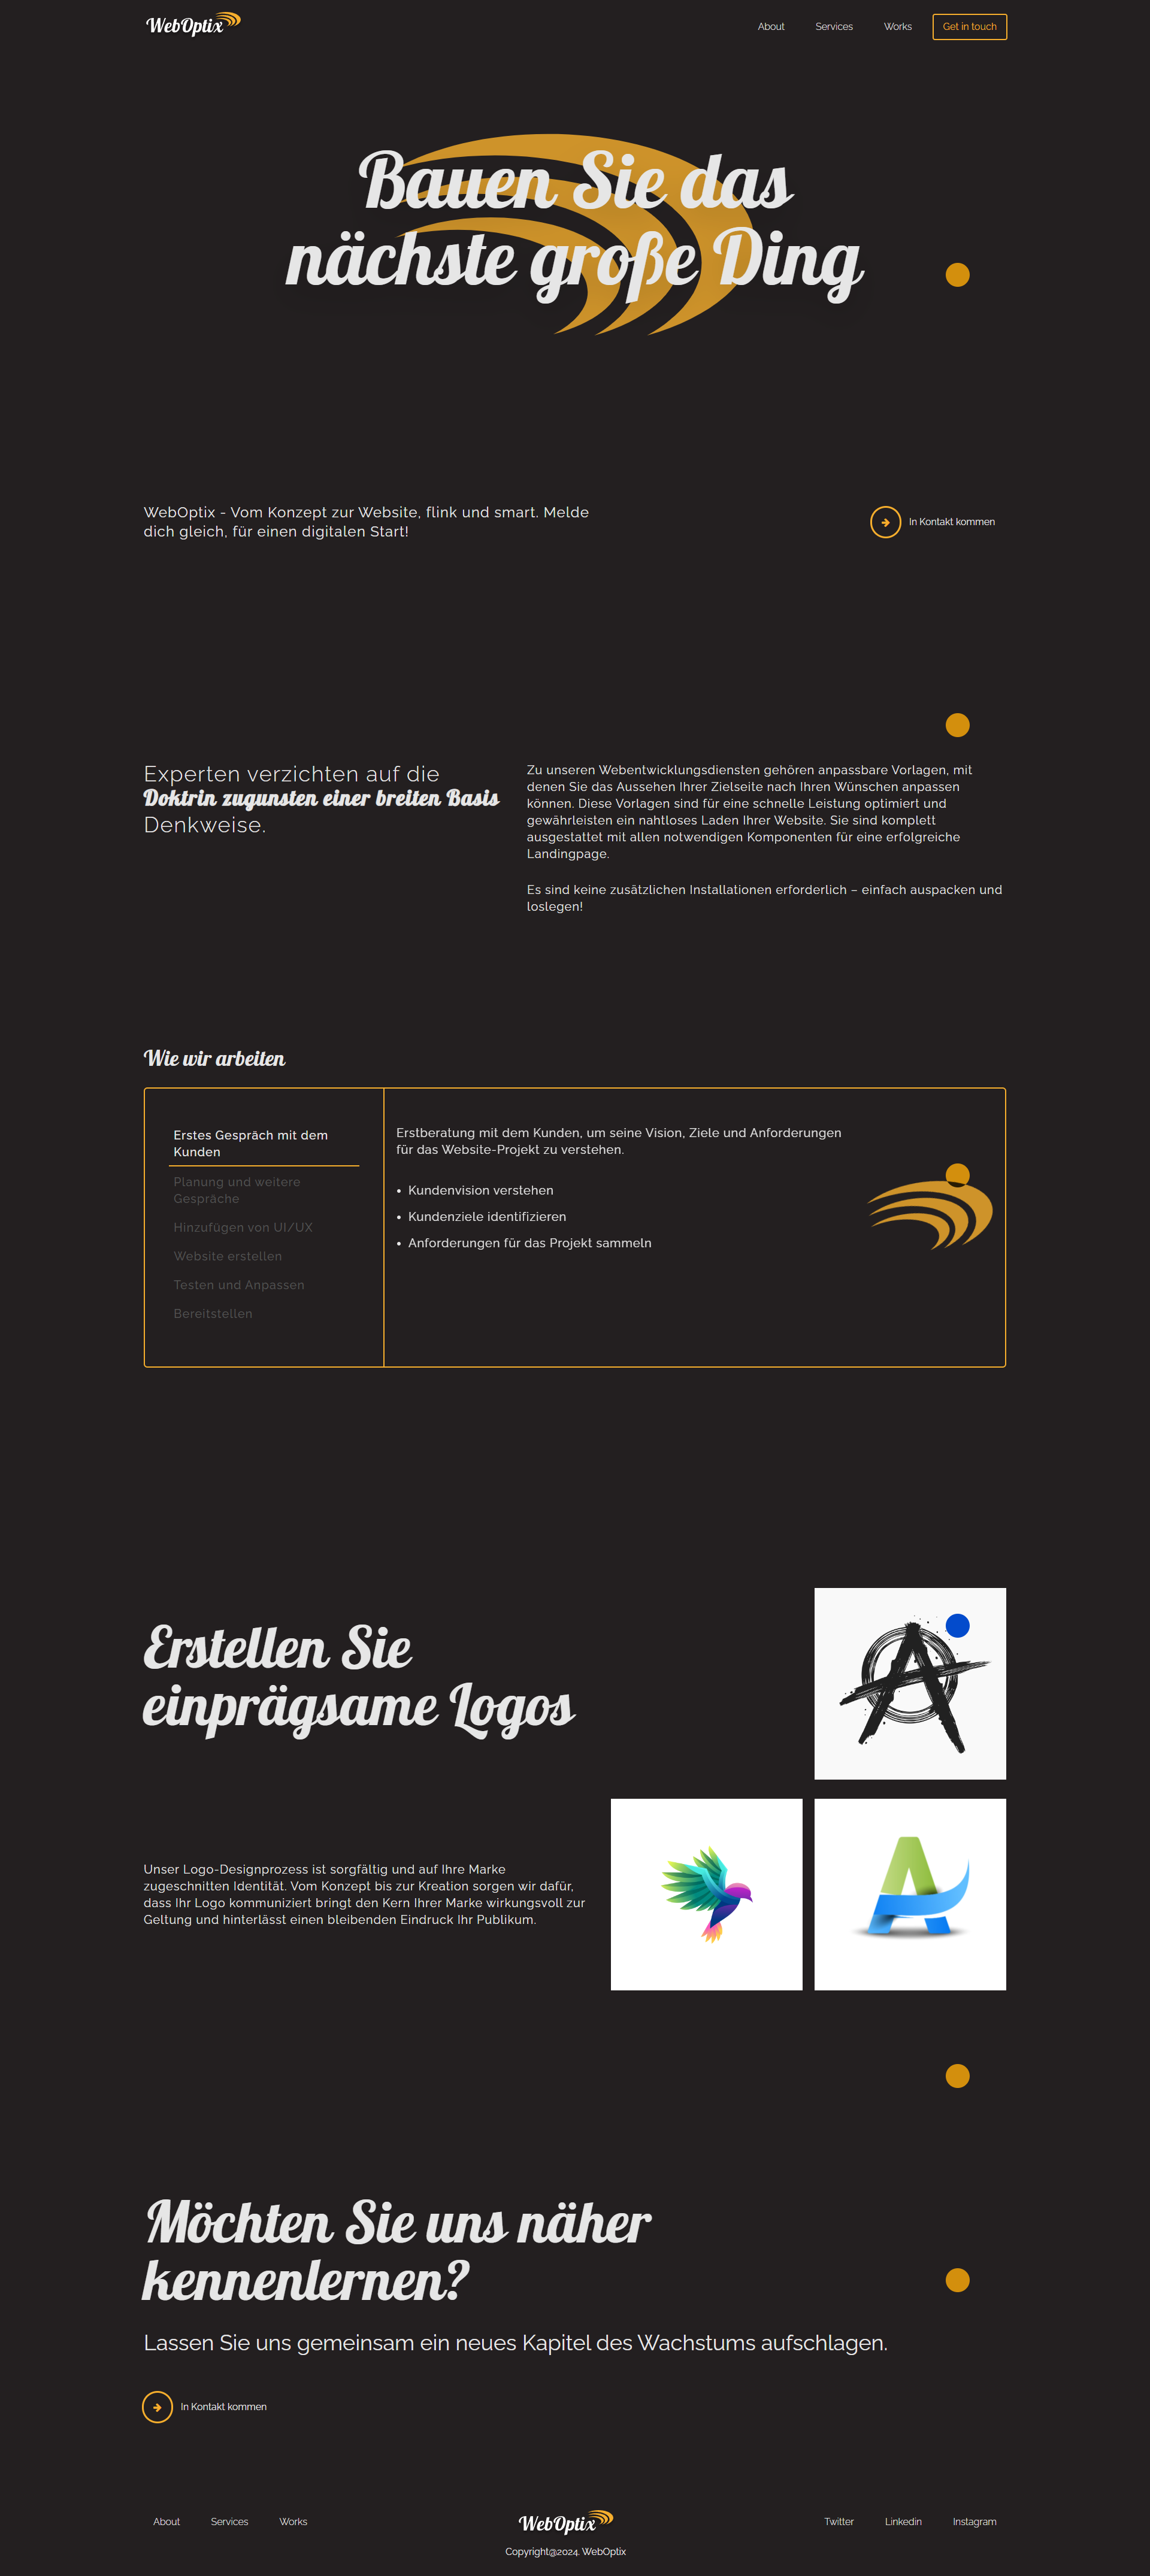 WebOptix
About Services Works Get in touch
Bauen Sie das
nächste große Ding
WebOptix - Vom Konzept zur Website, flink und smart. Melde
dich gleich, für einen digitalen Start!
In Kontakt kommen
Experten verzichten auf die
Doktrin zugunsten einer breiten Basis
Denkweise.
Zu unseren Webentwicklungsdiensten gehören anpassbare Vorlagen, mit
denen Sie das Aussehen Ihrer Zielseite nach Ihren Wünschen anpassen
können. Diese Vorlagen sind für eine schnelle Leistung optimiert und
gewährleisten ein nahtloses Laden Ihrer Website. Sie sind komplett
ausgestattet mit allen notwendigen Komponenten für eine erfolgreiche
Landingpage.
Es sind keine zusätzlichen Installationen erforderlich – einfach auspacken und
loslegen!
Wie wir arbeiten
Erstes Gespräch mit dem
Kunden
Planung und weitere
Gespräche
Hinzufügen von UI/UX
Website erstellen
Testen und Anpassen
Bereitstellen
Erstberatung mit dem Kunden, um seine Vision, Ziele und Anforderungen
für das Website-Projekt zu verstehen.
• Kundenvision verstehen
• Kundenziele identifizieren
• Anforderungen für das Projekt sammeln
Erstellen Sie
einprägsame Logos
A
Unser Logo-Designprozess ist sorgfältig und auf Ihre Marke
zugeschnitten Identität. Vom Konzept bis zur Kreation sorgen wir dafür,
dass Ihr Logo kommuniziert bringt den Kern Ihrer Marke wirkungsvoll zur
Geltung und hinterlässt einen bleibenden Eindruck Ihr Publikum.
A
Möchten Sie uns näher
kennenlernen?
Lassen Sie uns gemeinsam ein neues Kapitel des Wachstums aufschlagen.
In Kontakt kommen
About Services Works
WebOptix
Copyright@2024. WebOptix
Twitter Linkedin Instagram